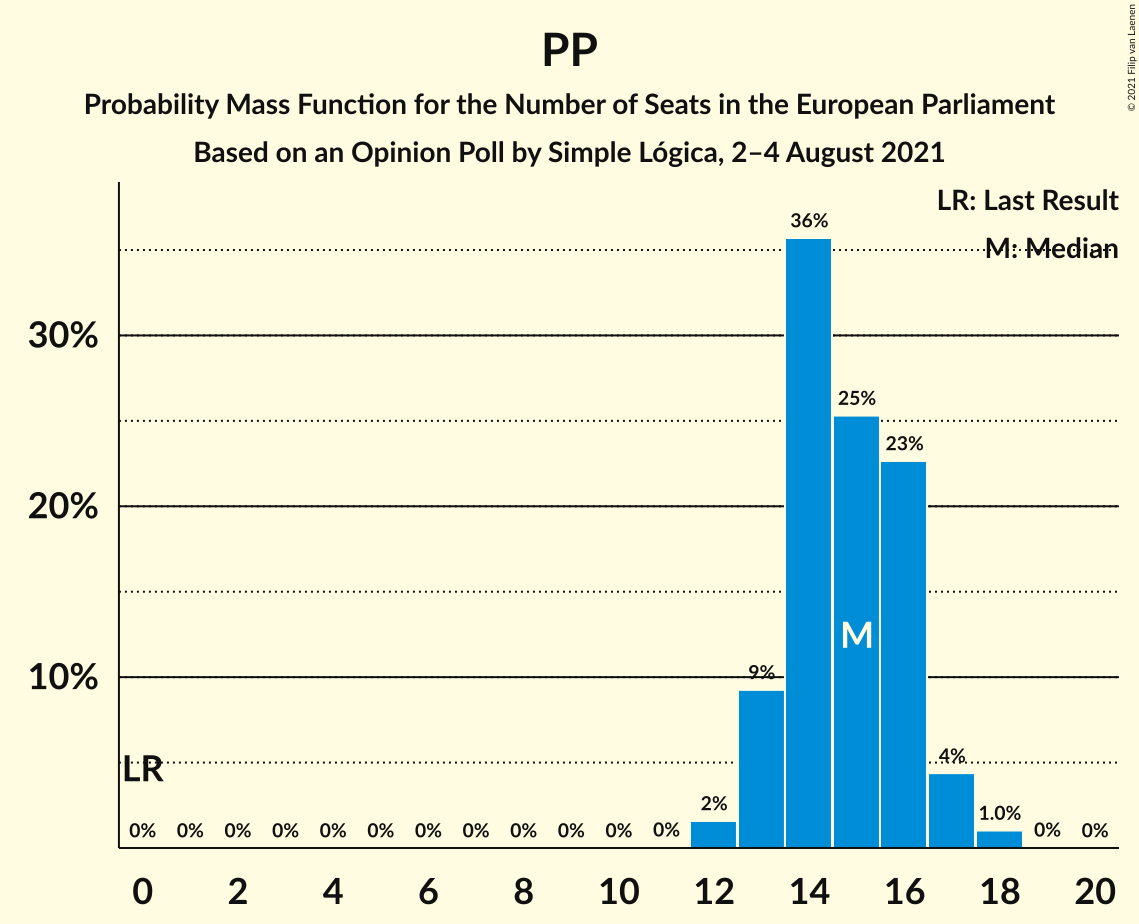 PP
Probability Mass Function for the Number of Seats in the European Parliament
Based on an Opinion Poll by Simple Lógica, 2–4 August 2021
© 2021 Filip van Laenen
LR: Last Result
M: Median
36%
30%
25%
23%
20%
M
10%
9%
4%
LR
2%
1.0%
0% 0% 0% 0% 0% 0% 0% 0% 0% 0% 0% 0% 0% 0%
0 2 4 6 8 10 12 14 16 18 20